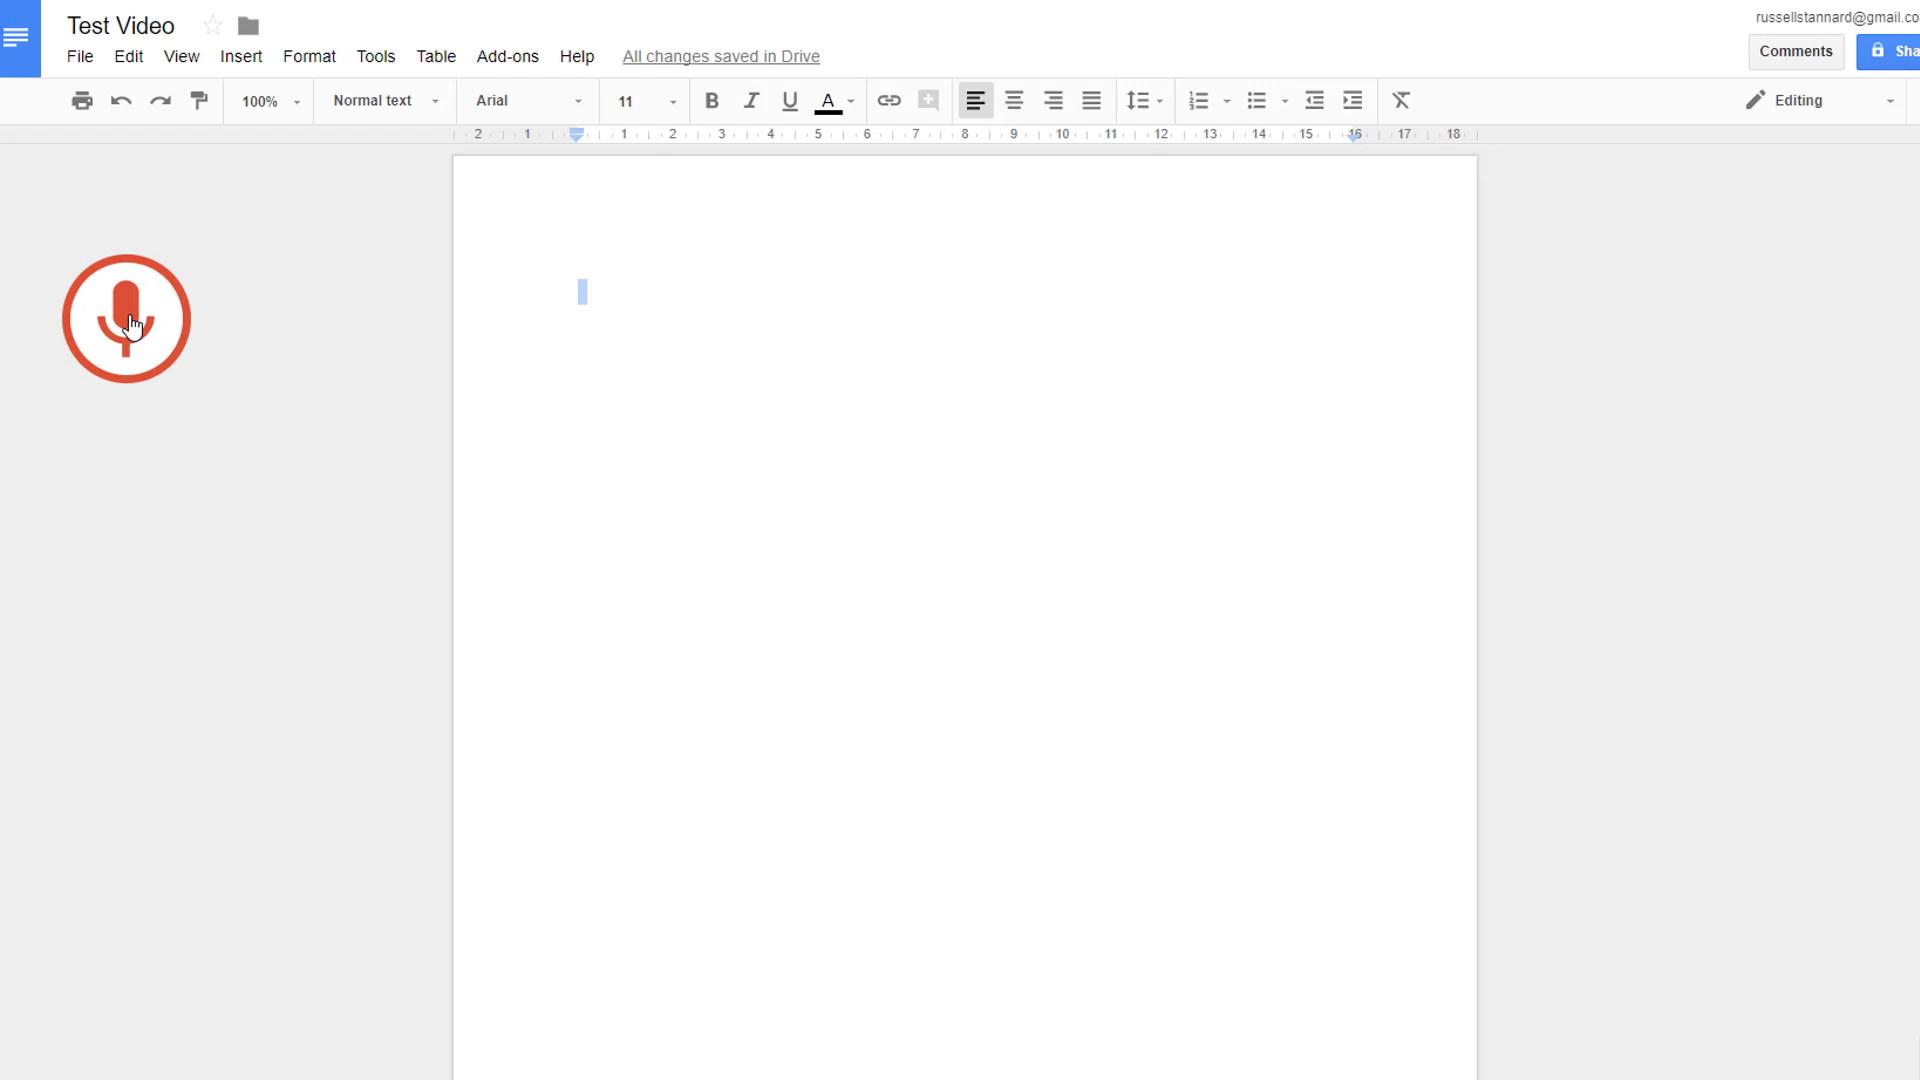 Test Video
russellstannard@gmail.co
File Edit View Insert Format Tools Table Add-ons Help All changes saved in Drive
Comments Sha
100% Normal text Arial 11 B I U A Editing
2 1 1 2 3 4 5 6 7 8 9 10 11 12 13 14 15 16 17 18